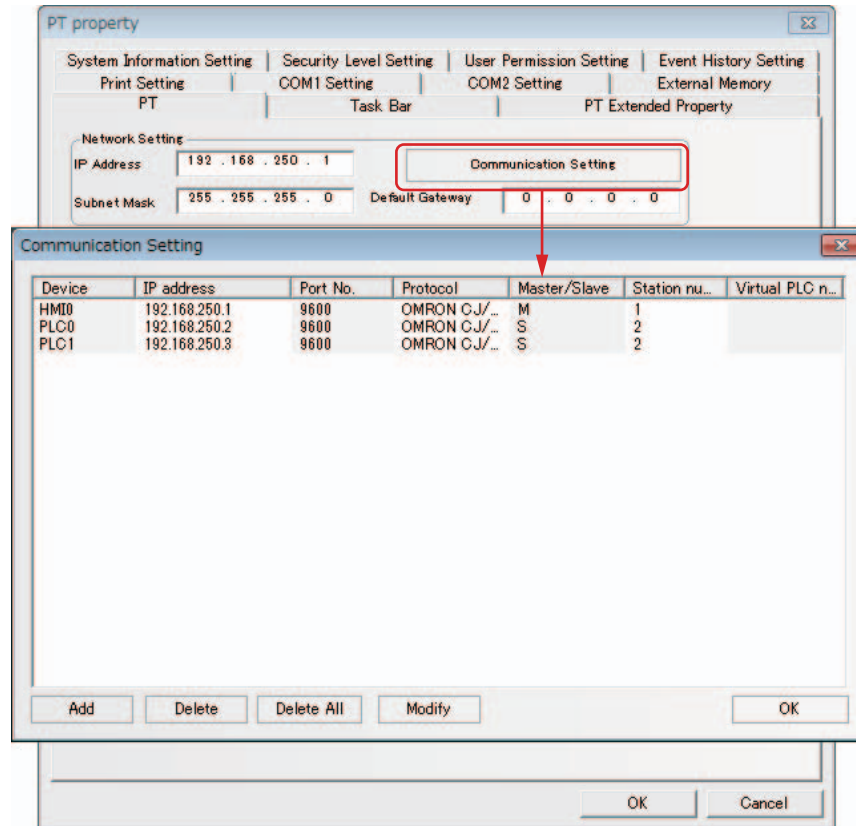 PT property
System Information Setting Security Level Setting User Permission Setting Event History Setting
Print Setting COM1 Setting COM2 Setting External Memory
PT Task Bar PT Extended Property
Network Setting
IP Address 192 . 168 . 250 . 1 Communication Setting
Subnet Mask 255 . 255 . 255 . 0 Default Gateway 0 . 0 . 0 . 0
Communication Setting
Device IP address Port No. Protocol Master/Slave Station nu... Virtual PLC n...
HMI0 192.168.250.1 9600 OMRON CJ/... M 1
PLC0 192.168.250.2 9600 OMRON CJ/... S 2
PLC1 192.168.250.3 9600 OMRON CJ/... S 2
Add Delete Delete All Modify OK
OK Cancel